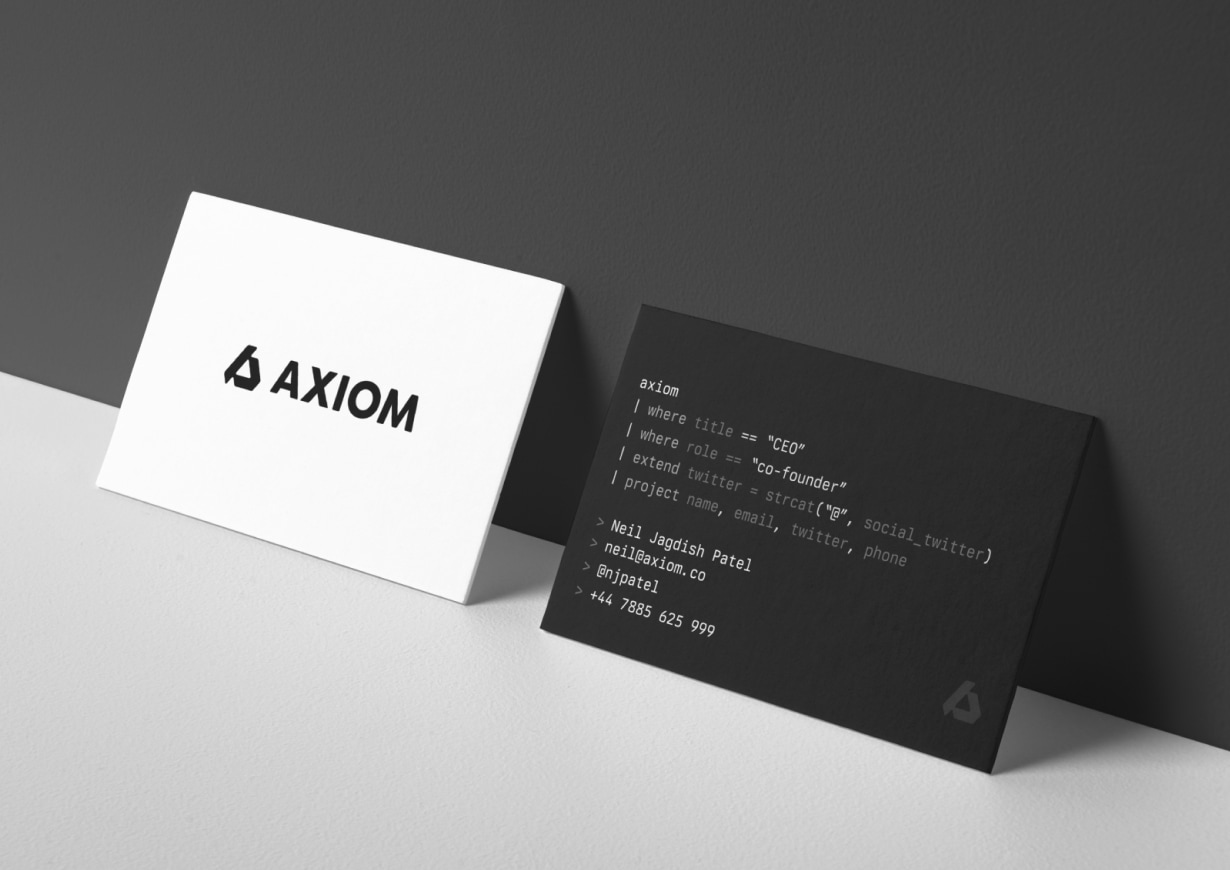 AXIOM
axiom
| where title == “CEO”
| where role == “co-founder”
| extend twitter = strcat(“@”, social_twitter)
| project name, email, twitter, phone
> Neil Jagdish Patel
> neil@axiom.co
> @njpatel
> +44 7885 625 999